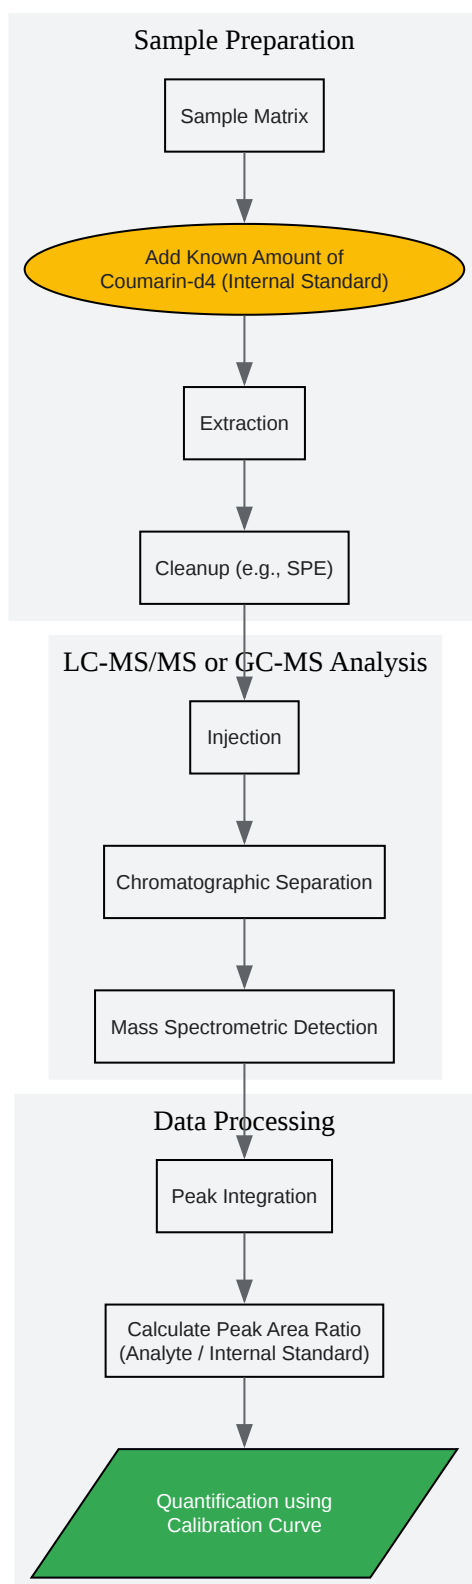 Sample Preparation
Sample Matrix
Add Known Amount of
Coumarin-d4 (Internal Standard)
Extraction
Cleanup (e.g., SPE)
LC-MS/MS or GC-MS Analysis
Injection
Chromatographic Separation
Mass Spectrometric Detection
Data Processing
Peak Integration
Calculate Peak Area Ratio
(Analyte / Internal Standard)
Quantification using
Calibration Curve